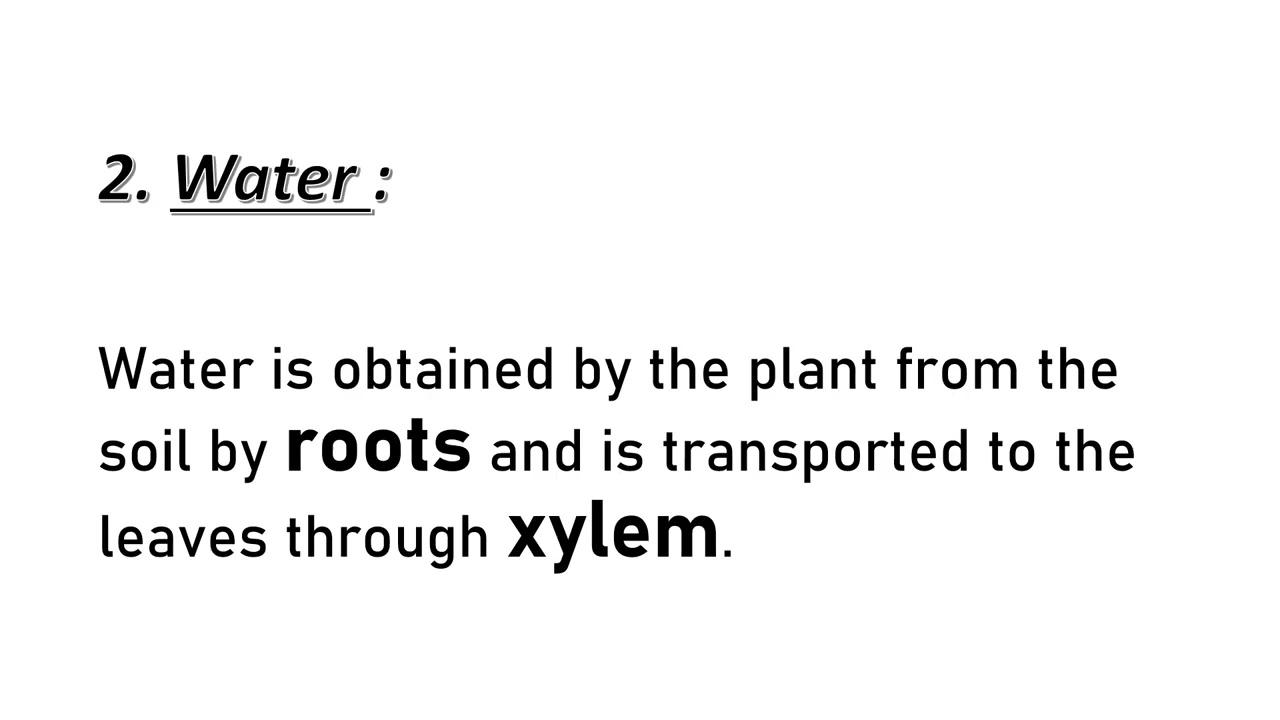 2. Water :
Water is obtained by the plant from the
soil by roots and is transported to the
leaves through xylem.